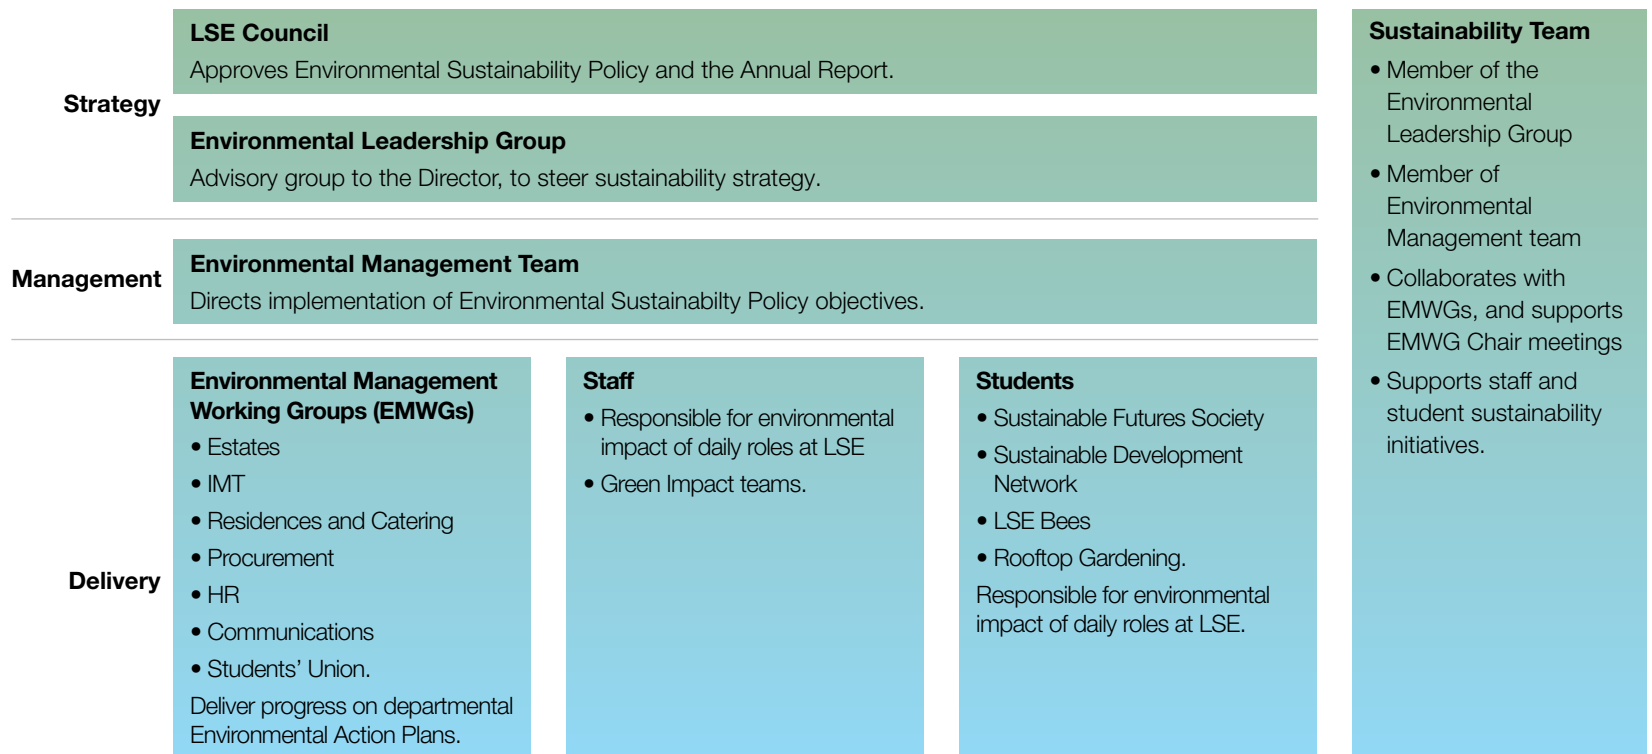 Strategy
LSE Council
Approves Environmental Sustainability Policy and the Annual Report.
Environmental Leadership Group
Advisory group to the Director, to steer sustainability strategy.
Management
Environmental Management Team
Directs implementation of Environmental Sustainabilty Policy objectives.
Delivery
Environmental Management
Working Groups (EMWGs)
• Estates
• IMT
• Residences and Catering
• Procurement
• HR
• Communications
• Students’ Union.
Deliver progress on departmental
Environmental Action Plans.
Staff
• Responsible for environmental
impact of daily roles at LSE
• Green Impact teams.
Students
• Sustainable Futures Society
• Sustainable Development
Network
• LSE Bees
• Rooftop Gardening.
Responsible for environmental
impact of daily roles at LSE.
Sustainability Team
• Member of the
Environmental
Leadership Group
• Member of
Environmental
Management team
• Collaborates with
EMWGs, and supports
EMWG Chair meetings
• Supports staff and
student sustainability
initiatives.